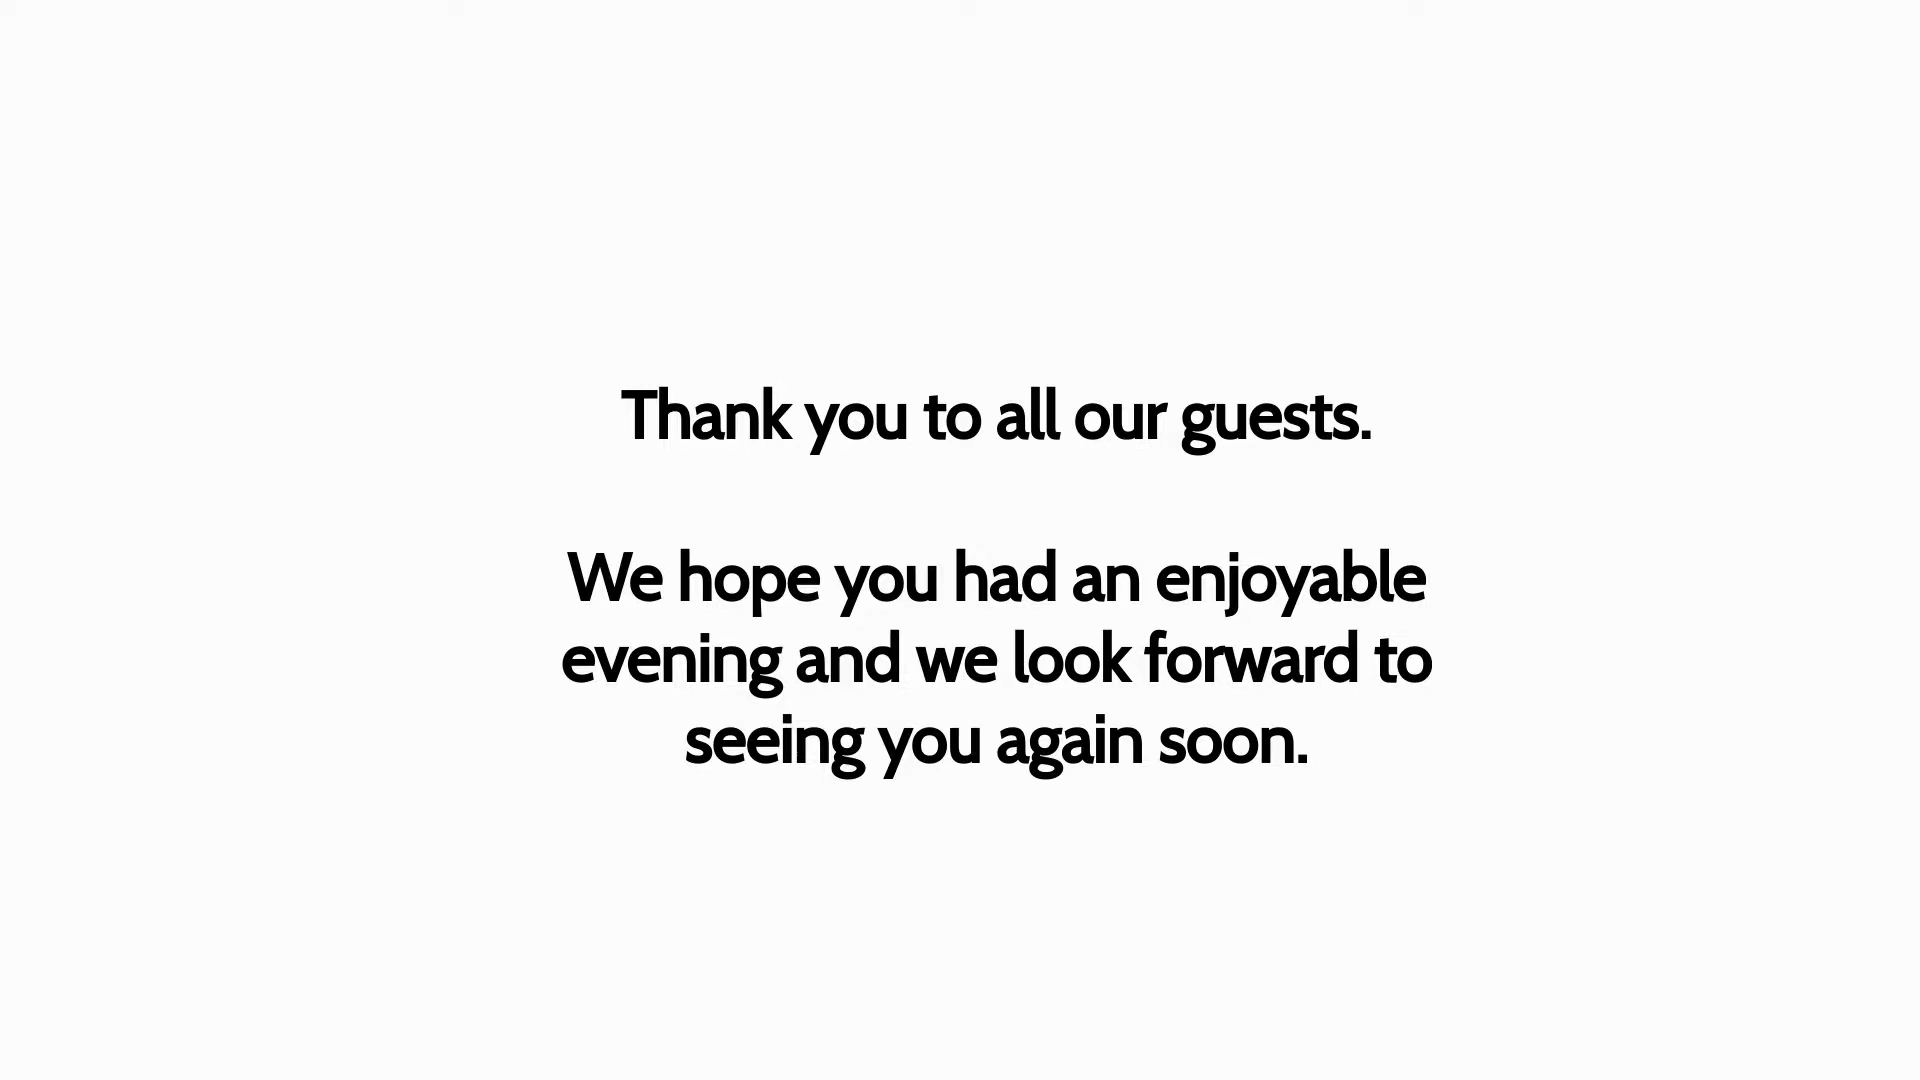 Thank you to all our guests.
We hope you had an enjoyable
evening and we look forward to
seeing you again soon.